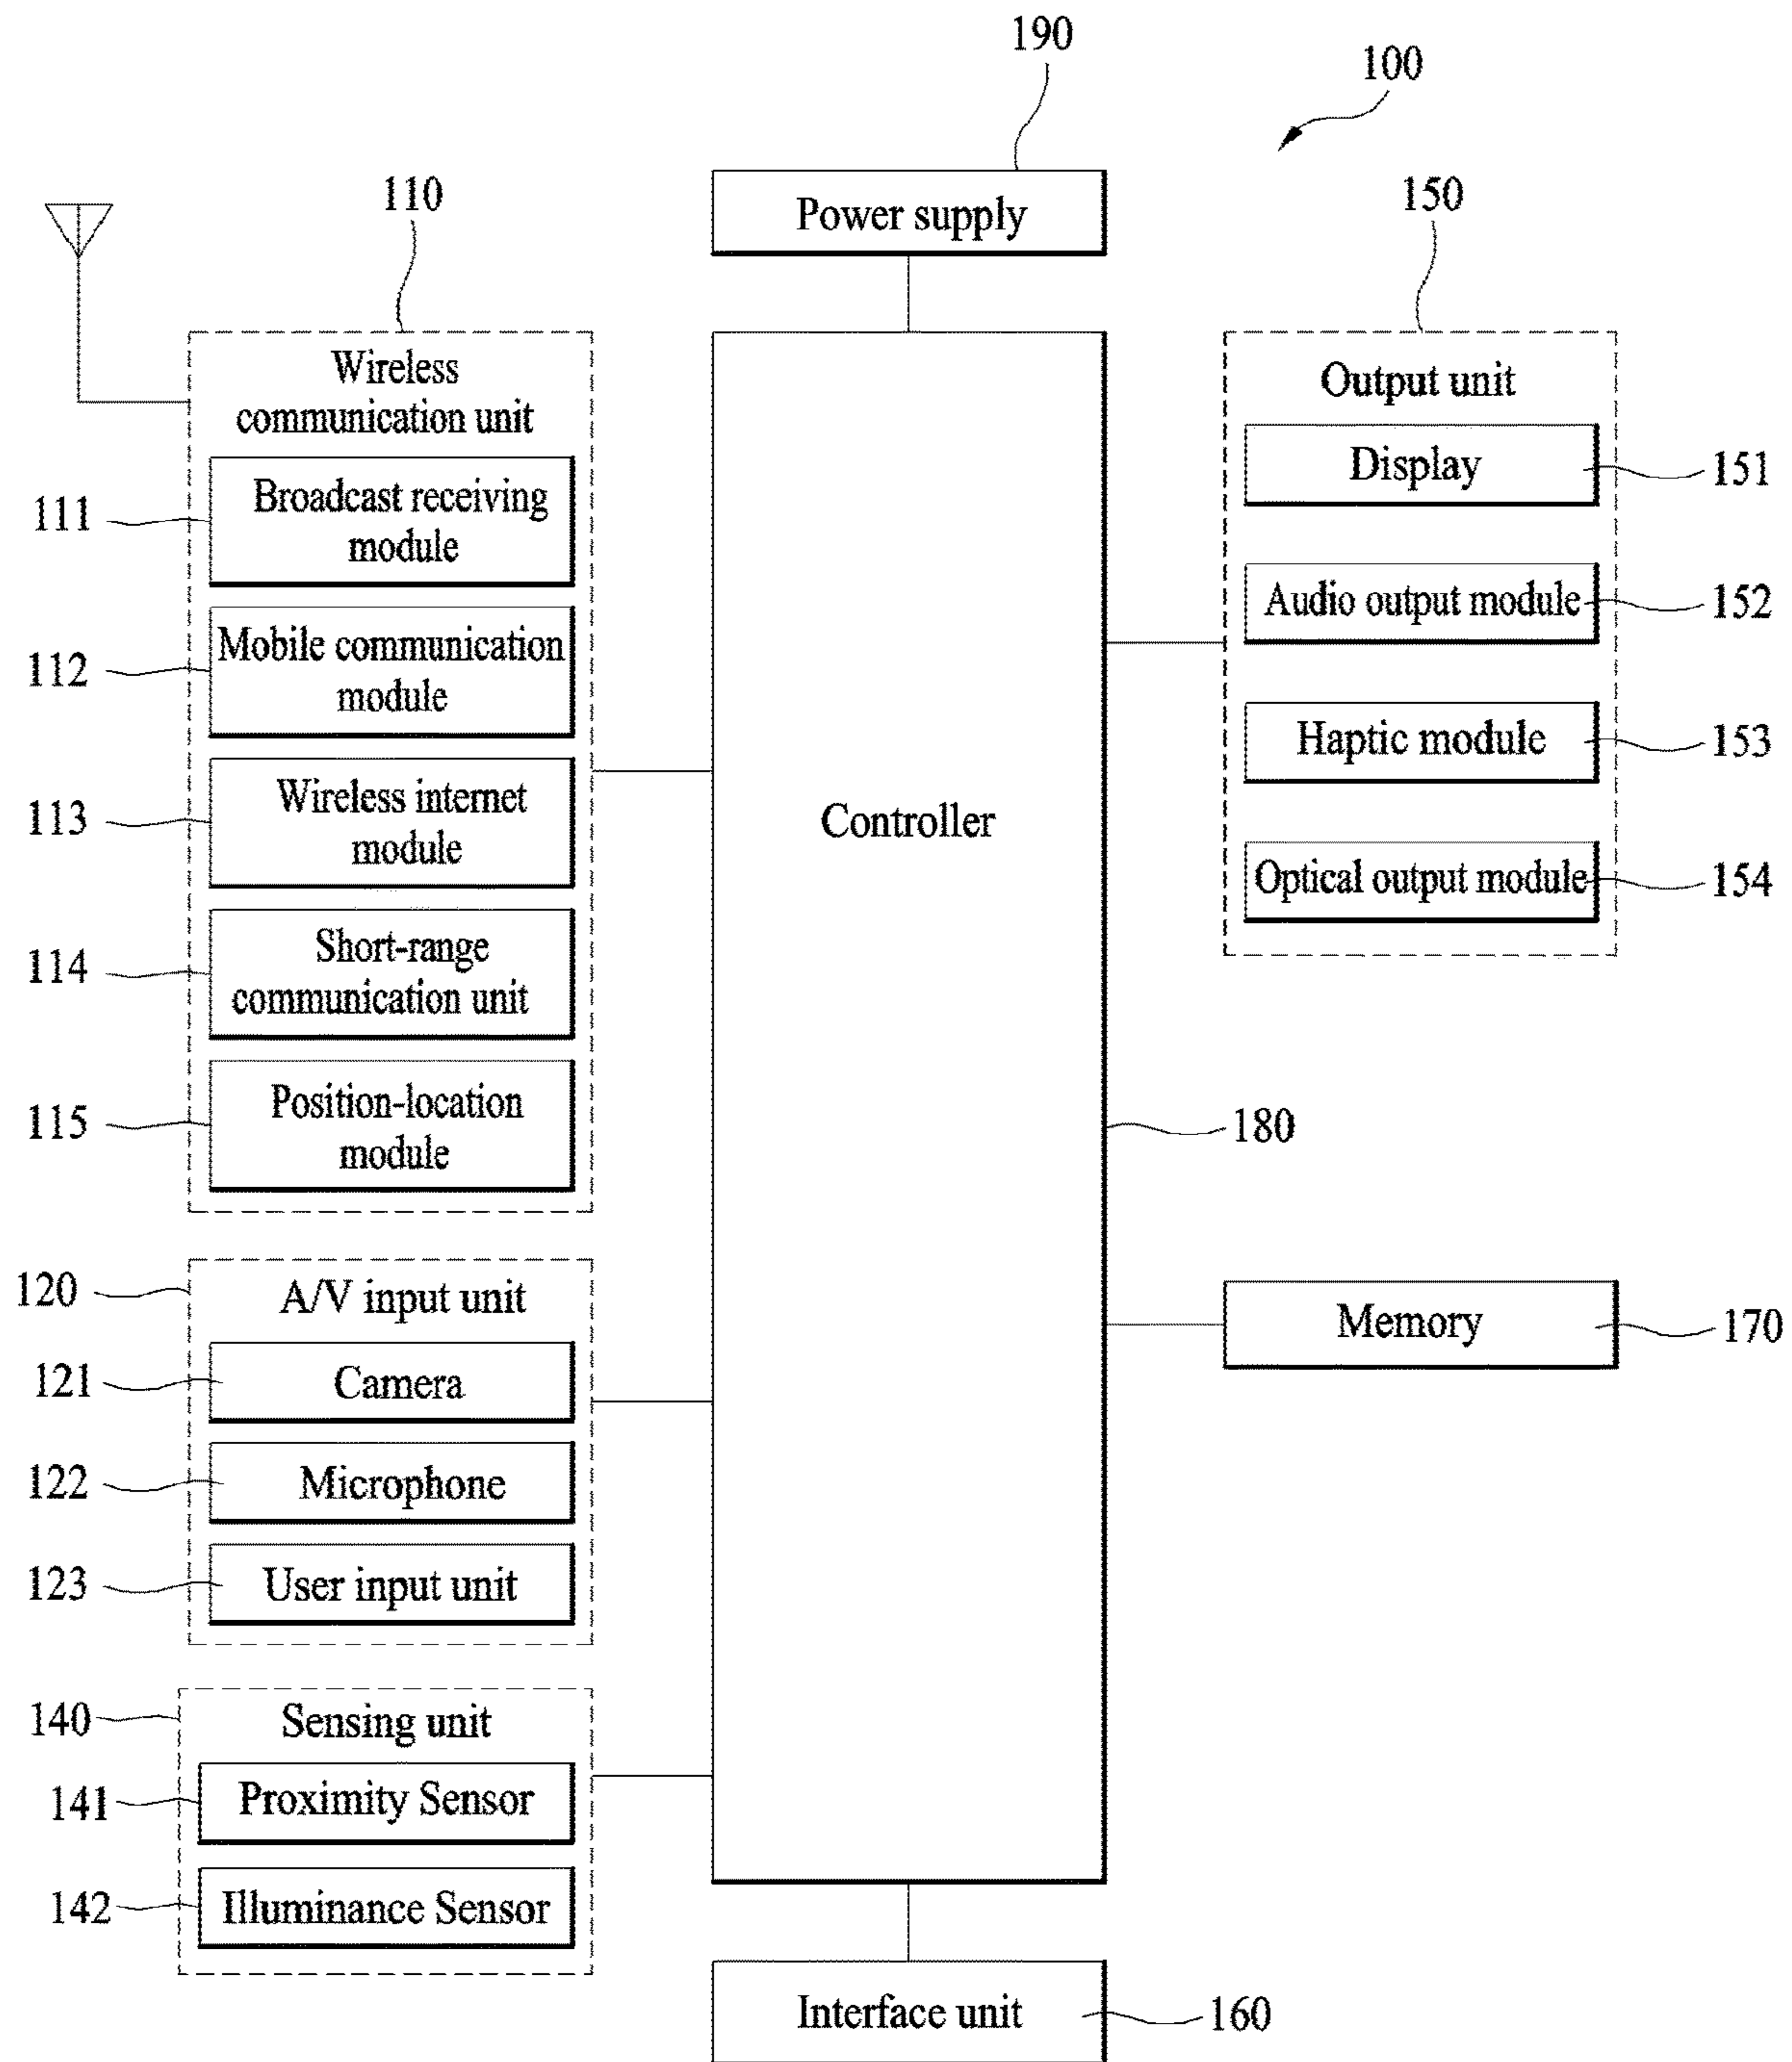 190
100
Power supply
110
150
Wireless
communication unit
111
Broadcast receiving
module
112
Mobile communication
module
113
Wireless internet
module
114
Short-range
communication unit
115
Position-location
module
120
A/V input unit
121
Camera
122
Microphone
123
User input unit
140
Sensing unit
141
Proximity Sensor
142
Illuminance Sensor
Controller
180
Output unit
Display
151
Audio output module
152
Haptic module
153
Optical output module
154
Memory
170
Interface unit
160